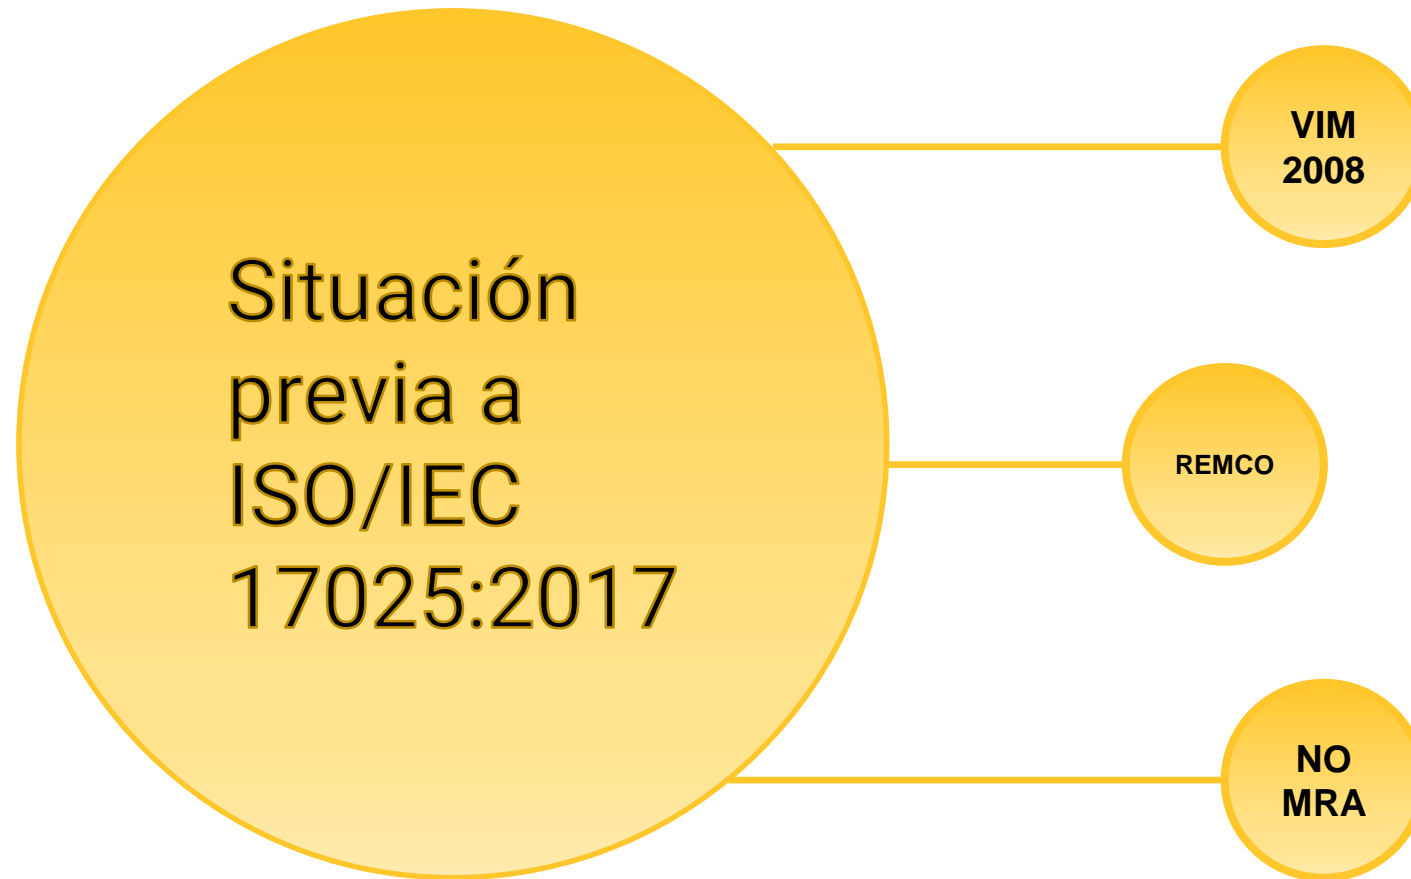 Situación
previa a
ISO/IEC
17025:2017
VIM
2008
REMCO
NO
MRA